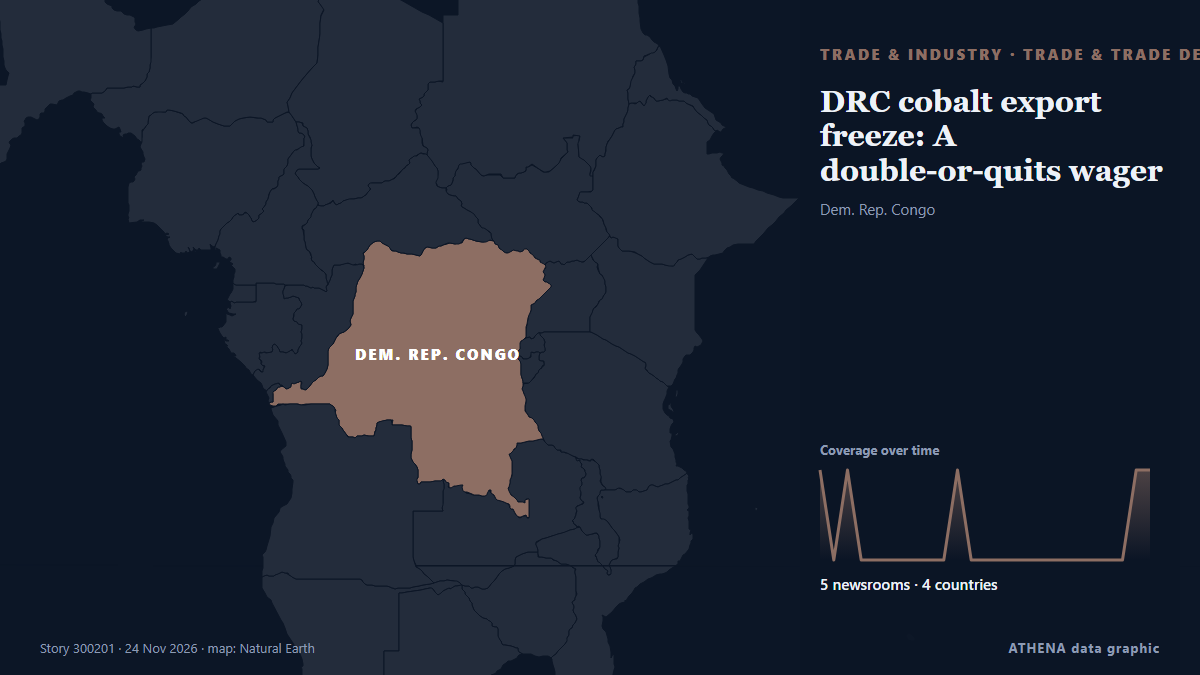 TRADE & INDUSTRY · TRADE & TRADE DE
DRC cobalt export
freeze: A
double-or-quits wager
Dem. Rep. Congo
DEM. REP. CONGO
Coverage over time
5 newsrooms · 4 countries
Story 300201 · 24 Nov 2026 · map: Natural Earth
ATHENA data graphic